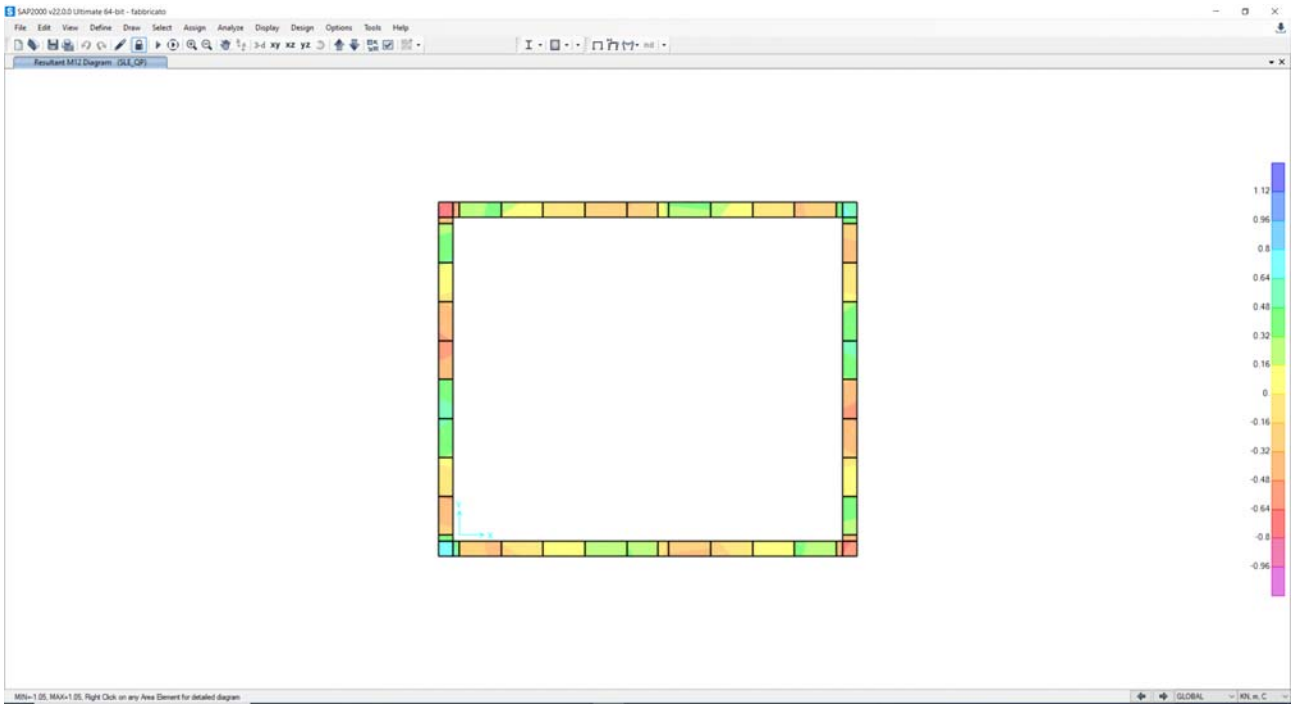 SAP2000 v22.0.0 Ultimate 64-bit - fabbricato
File Edit View Define Draw Select Assign Analyze Display Design Options Tools Help
3-d xy xz yz
nd
Resultant M12 Diagram (SLE_QP)
1.12
0.96
0.8
0.64
0.48
0.32
0.16
0.
-0.16
-0.32
-0.48
-0.64
-0.8
-0.96
Y
X
MIN=-1.05, MAX=1.05, Right Click on any Area Element for detailed diagram
GLOBAL
KN, m, C